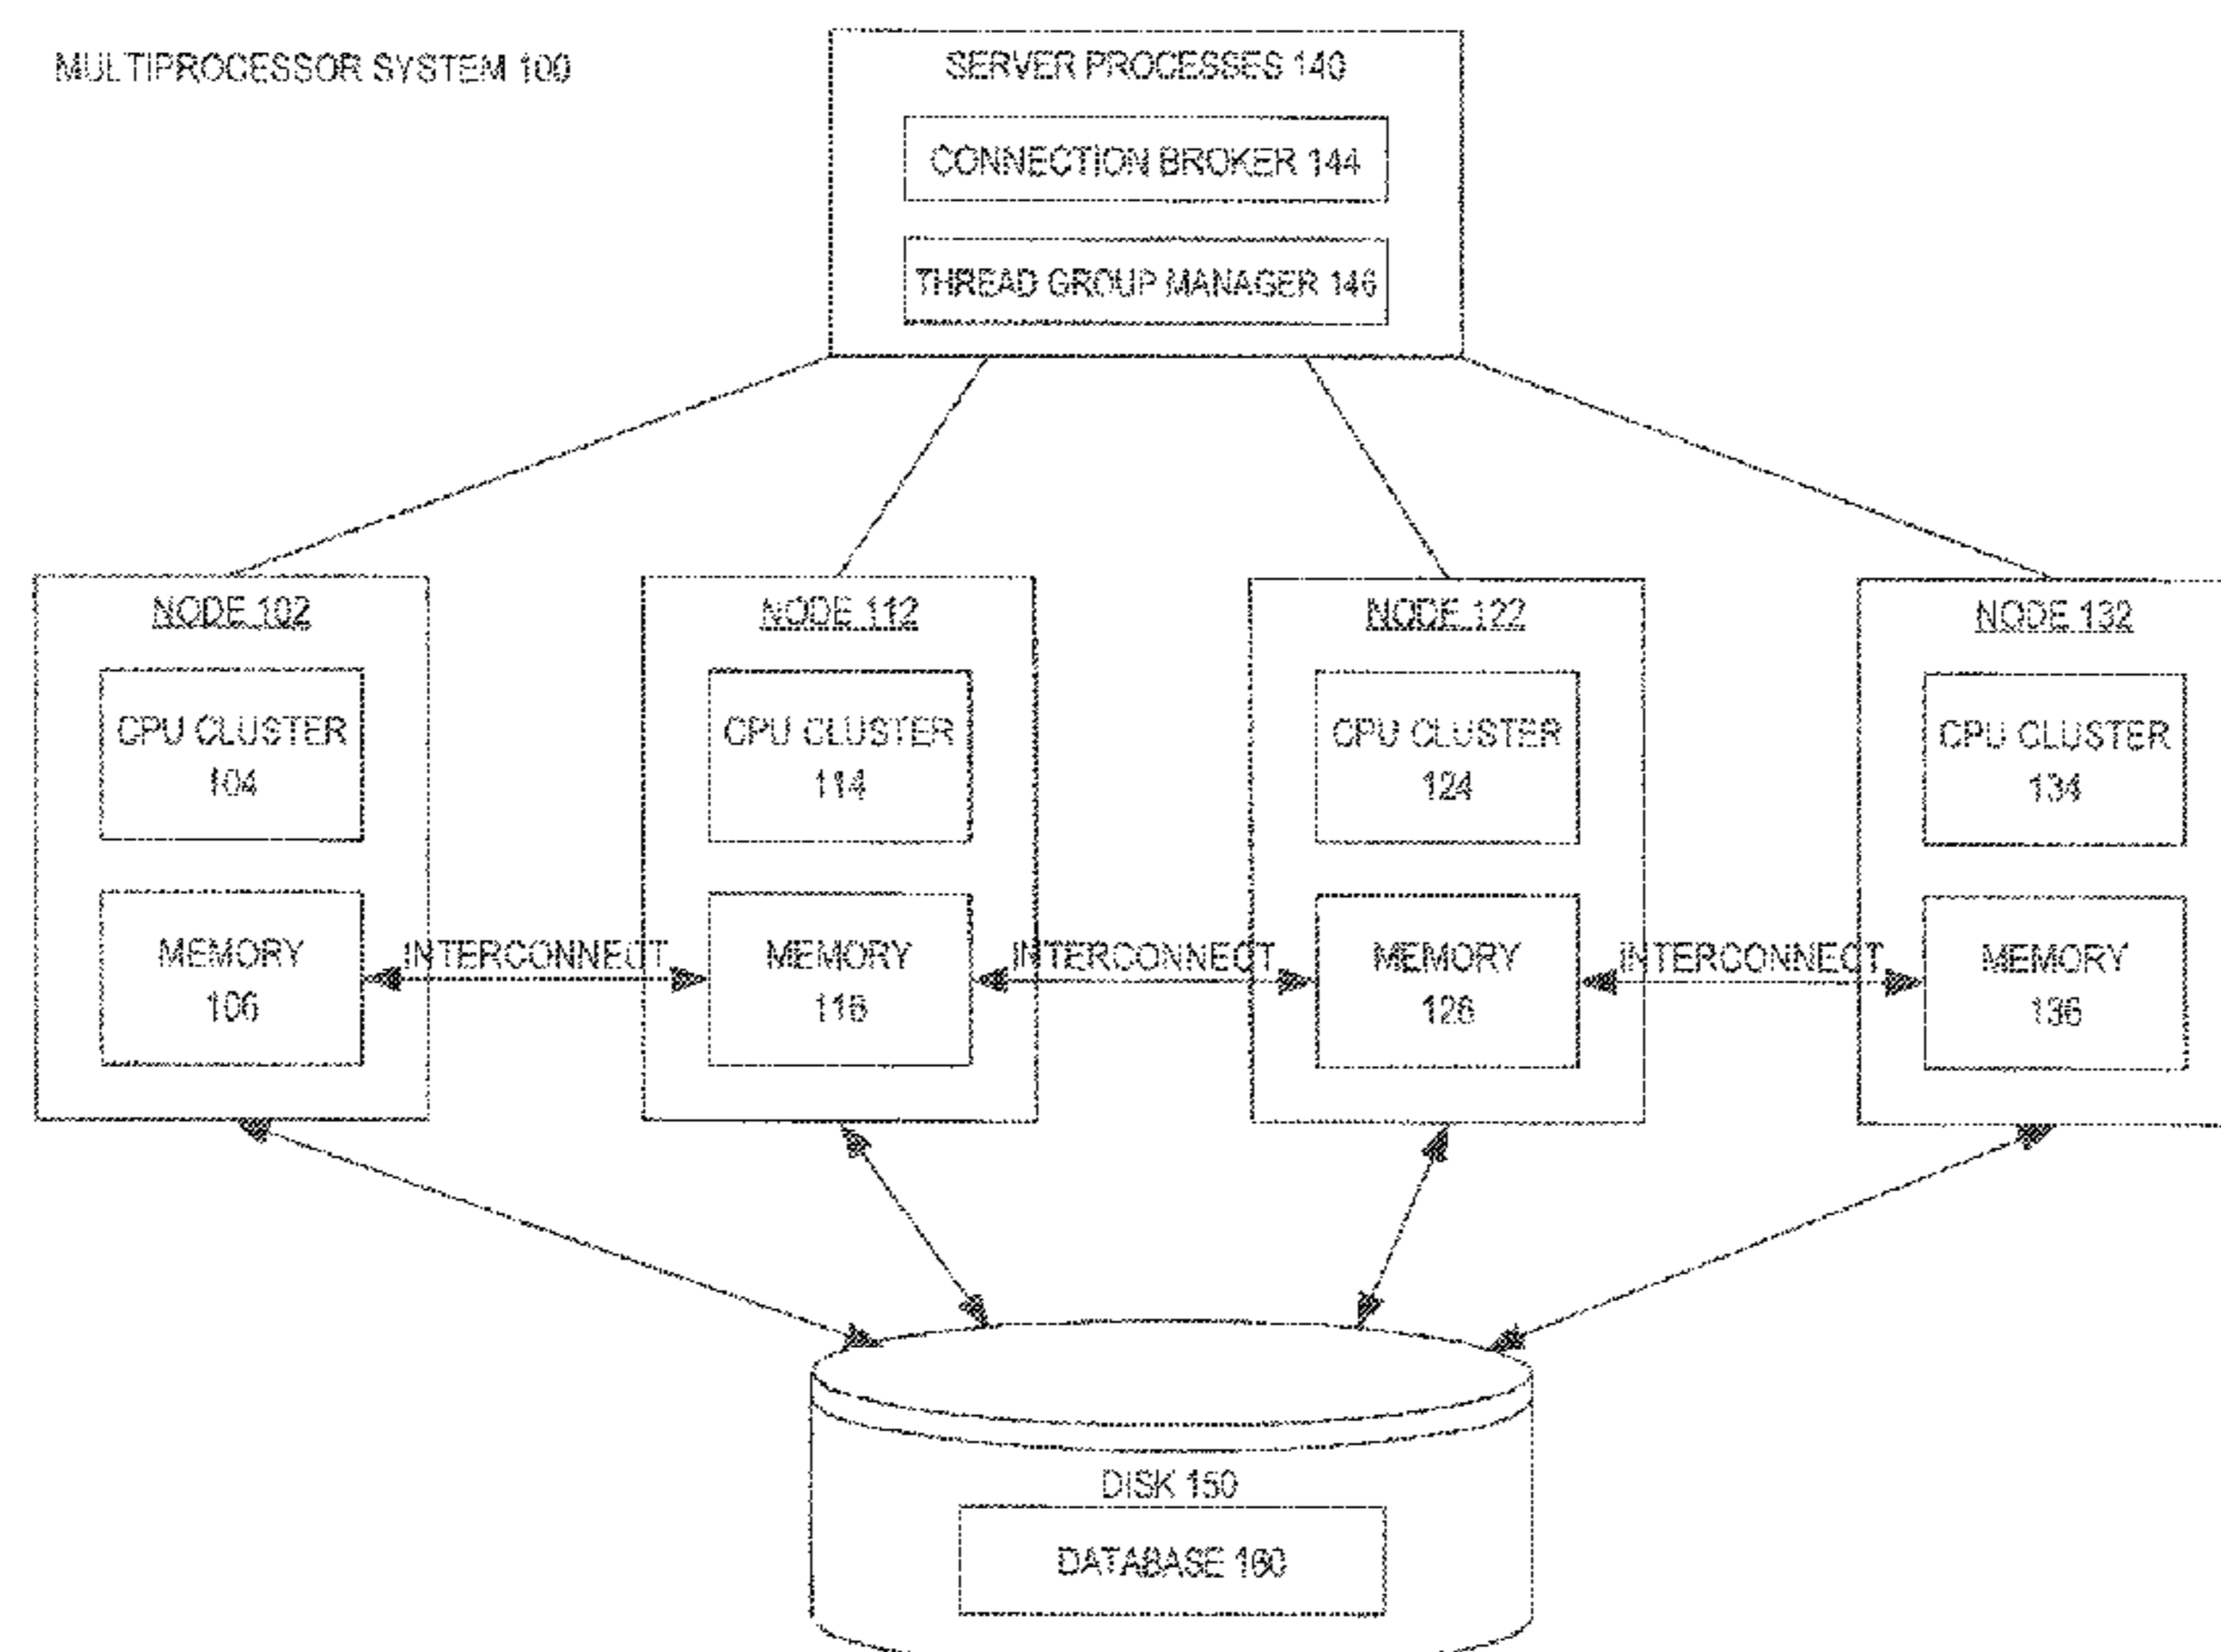 MULTIPROCESSOR SYSTEM 100
SERVER PROCESSES 140
CONNECTION BROKER 144
THREAD GROUP MANAGER 146
NODE 102
CPU CLUSTER
104
MEMORY
106
NODE 112
CPU CLUSTER
114
MEMORY
116
NODE 122
CPU CLUSTER
124
MEMORY
126
NODE 132
CPU CLUSTER
134
MEMORY
136
INTERCONNECT
INTERCONNECT
INTERCONNECT
DISK 150
DATABASE 160